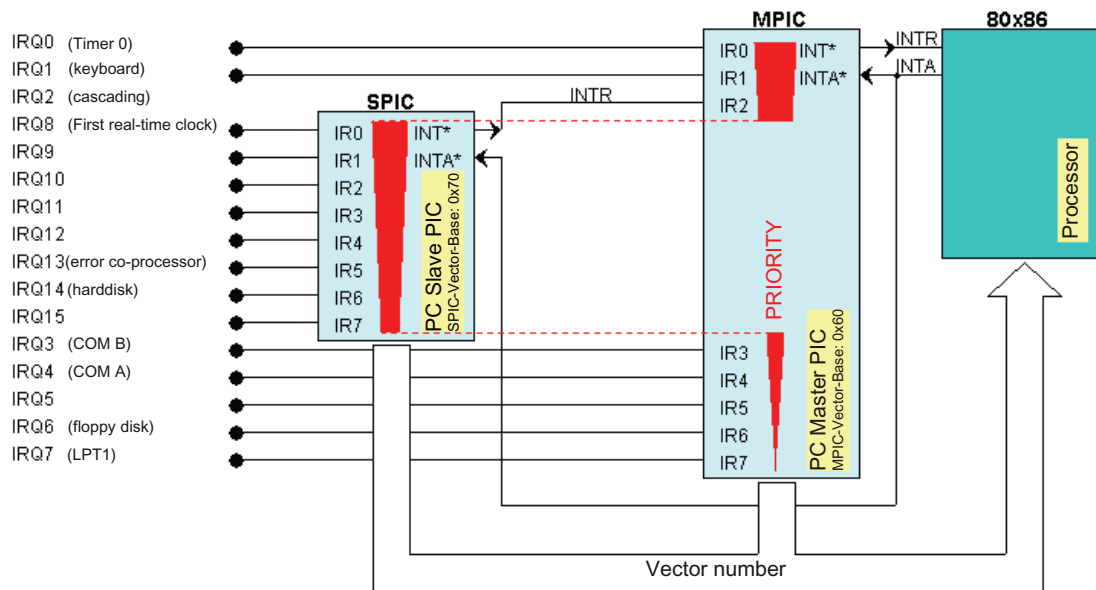 MPIC
80x86
IRQ0 (Timer 0)
IRQ1 (keyboard)
IRQ2 (cascading)
IRQ8 (First real-time clock)
IRQ9
IRQ10
IRQ11
IRQ12
IRQ13(error co-processor)
IRQ14 (harddisk)
IRQ15
IRQ3 (COM B)
IRQ4 (COM A)
IRQ5
IRQ6 (floppy disk)
IRQ7 (LPT1)
SPIC
IR0 INT*
IR1 INTA*
IR2
IR3
IR4
IR5
IR6
IR7
PC Slave PIC
SPIC-Vector-Base: 0x70
INTR
IR0 INT*
IR1 INTA*
IR2
PRIORITY
IR3
IR4
IR5
IR6
IR7
PC Master PIC
MPIC-Vector-Base: 0x60
INTR
INTA
Processor
Vector number